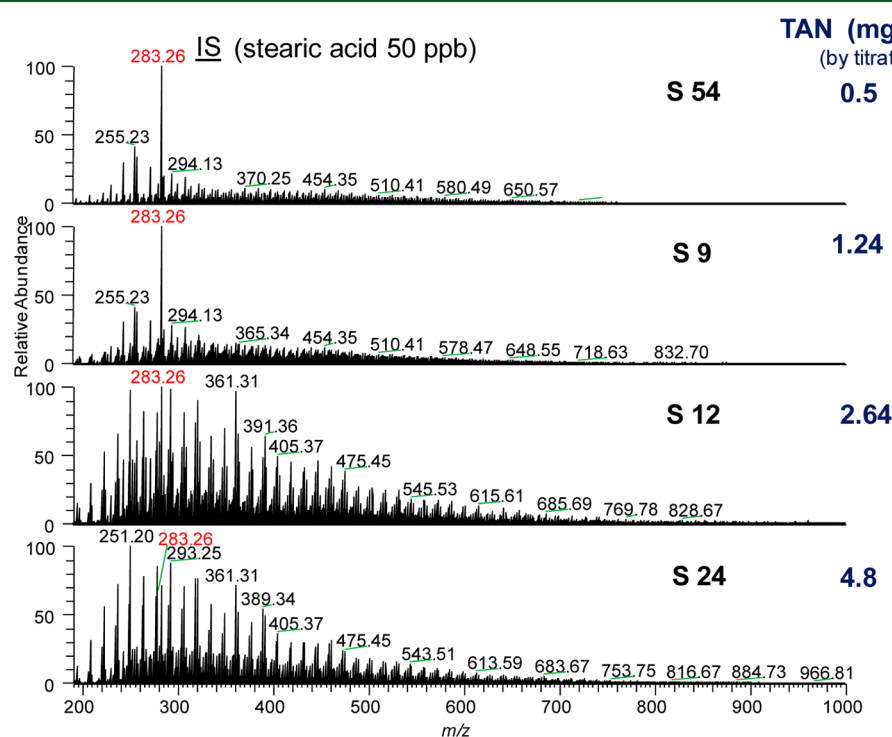 TAN (mg
IS (stearic acid 50 ppb)
(by titrat
283.26
100
S 54
0.5
255.23
50
294.13
370.25 454.35 510.41 580.49 650.57
0
283.26
100
S 9
1.24
255.23
50
294.13
365.34 454.35 510.41 578.47 648.55 718.63 832.70
0
Relative Abundance
283.26 361.31
100
S 12
2.64
391.36
405.37
50
475.45
545.53 615.61 685.69 769.78 828.67
0
251.20 283.26
100
293.25
361.31
S 24
4.8
389.34
405.37
50
475.45
543.51 613.59 683.67 753.75 816.67 884.73 966.81
0
200 300 400 500 600 700 800 900 1000
m/z